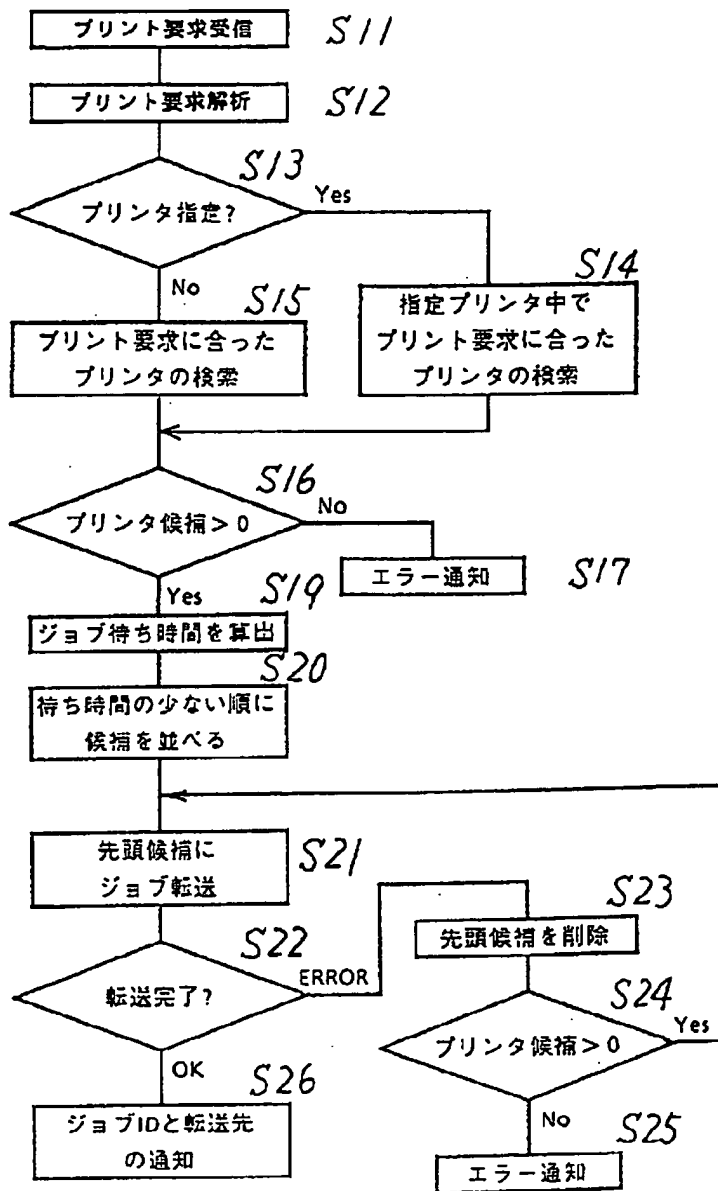 プリント要求受信
S11
プリント要求解析
S12
S13
プリンタ指定?
Yes
No
S14
指定プリンタ中で
プリント要求に合った
プリンタの検索
S15
プリント要求に合った
プリンタの検索
S16
プリンタ候補>0
No
Yes
エラー通知
S17
S19
ジョブ待ち時間を算出
S20
待ち時間の少ない順に
候補を並べる
先頭候補に
ジョブ転送
S21
S22
転送完了?
ERROR
OK
S23
先頭候補を削除
S24
プリンタ候補>0
Yes
No
S25
エラー通知
S26
ジョブIDと転送先
の通知